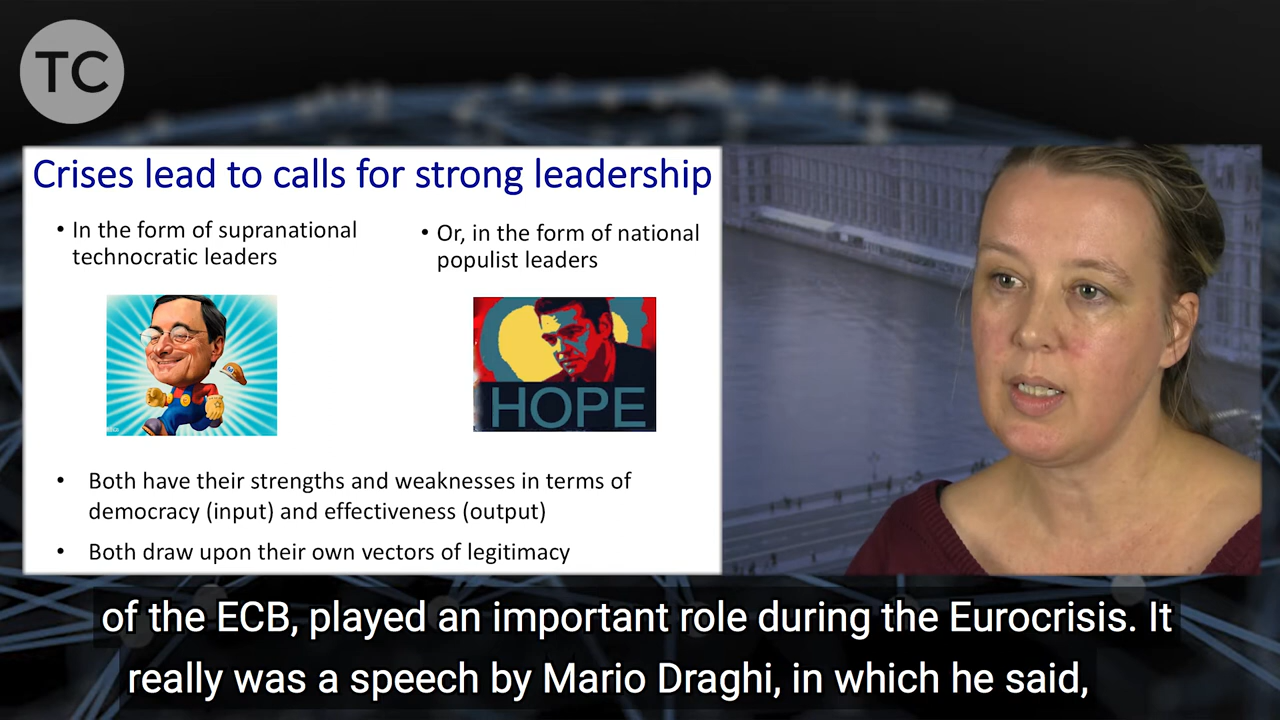 TC
Crises lead to calls for strong leadership
• In the form of supranational
technocratic leaders
• Or, in the form of national
populist leaders
HOPE
• Both have their strengths and weaknesses in terms of
democracy (input) and effectiveness (output)
• Both draw upon their own vectors of legitimacy
of the ECB, played an important role during the Eurocrisis. It
really was a speech by Mario Draghi, in which he said,